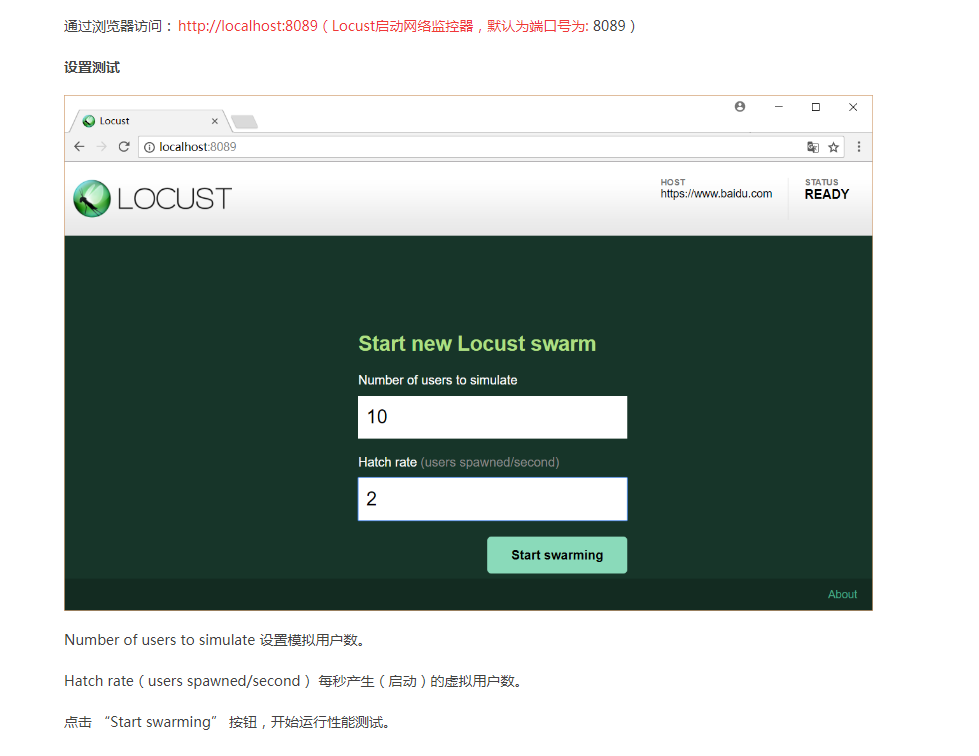 通过浏览器访问：http://localhost:8089（Locust启动网络监控器，默认为端口号为: 8089）
设置测试
Locust
localhost:8089
LOCUST
HOST
https://www.baidu.com
STATUS
READY
Start new Locust swarm
Number of users to simulate
10
Hatch rate (users spawned/second)
2
Start swarming
About
Number of users to simulate 设置模拟用户数。
Hatch rate（users spawned/second） 每秒产生（启动）的虚拟用户数。
点击 “Start swarming” 按钮，开始运行性能测试。